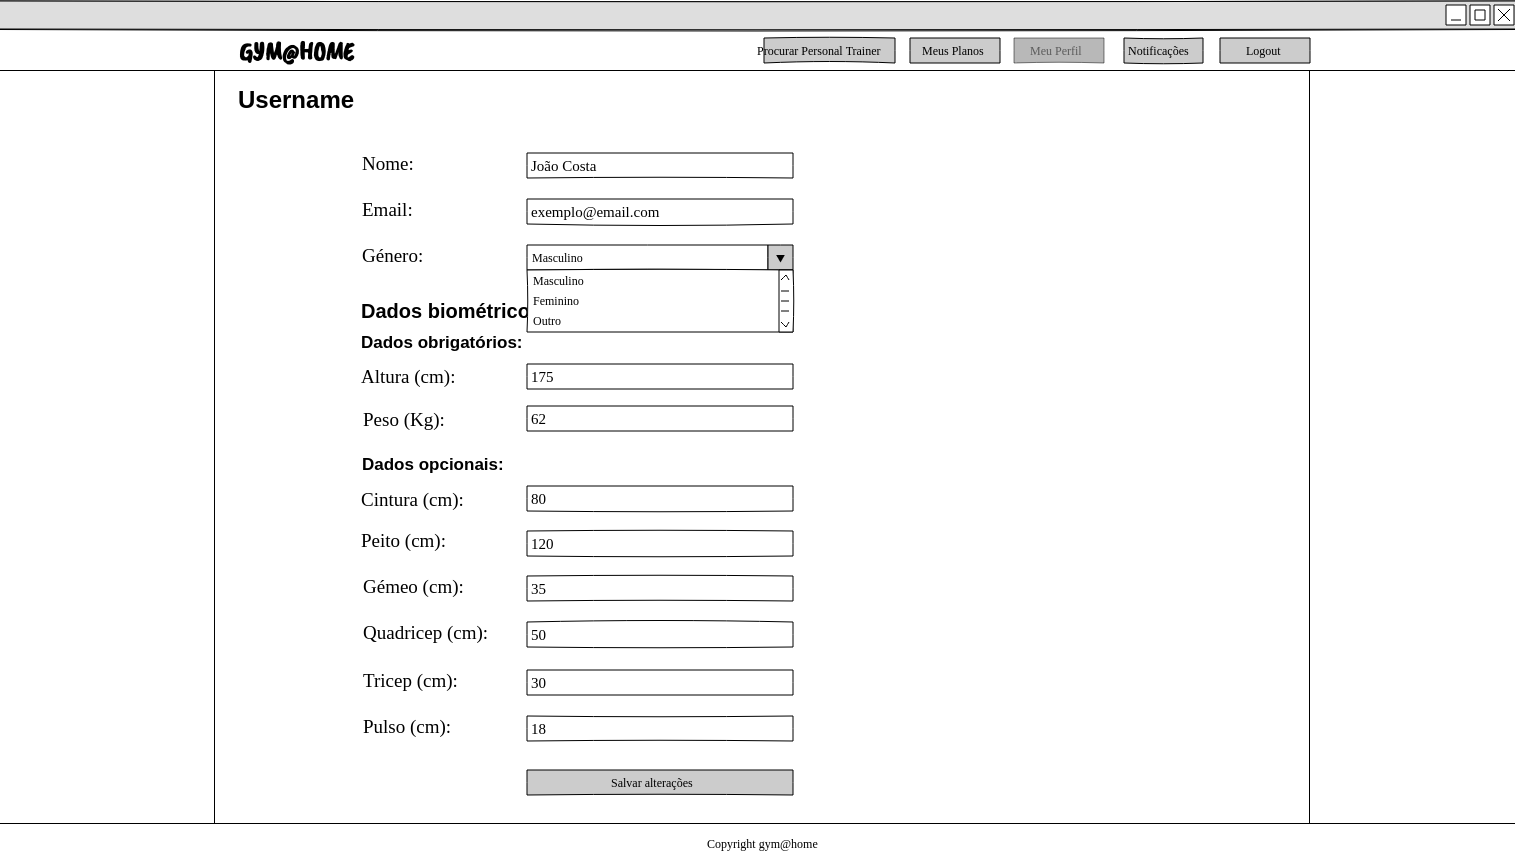 GYM@HOME
Procurar Personal Trainer
Meus Planos
Meu Perfil
Notificações
Logout
Username
Nome:
João Costa
Email:
exemplo@email.com
Género:
Masculino
Masculino
Feminino
Outro
Dados biométrico
Dados obrigatórios:
Altura (cm):
175
Peso (Kg):
62
Dados opcionais:
Cintura (cm):
80
Peito (cm):
120
Gémeo (cm):
35
Quadricep (cm):
50
Tricep (cm):
30
Pulso (cm):
18
Salvar alterações
Copyright gym@home